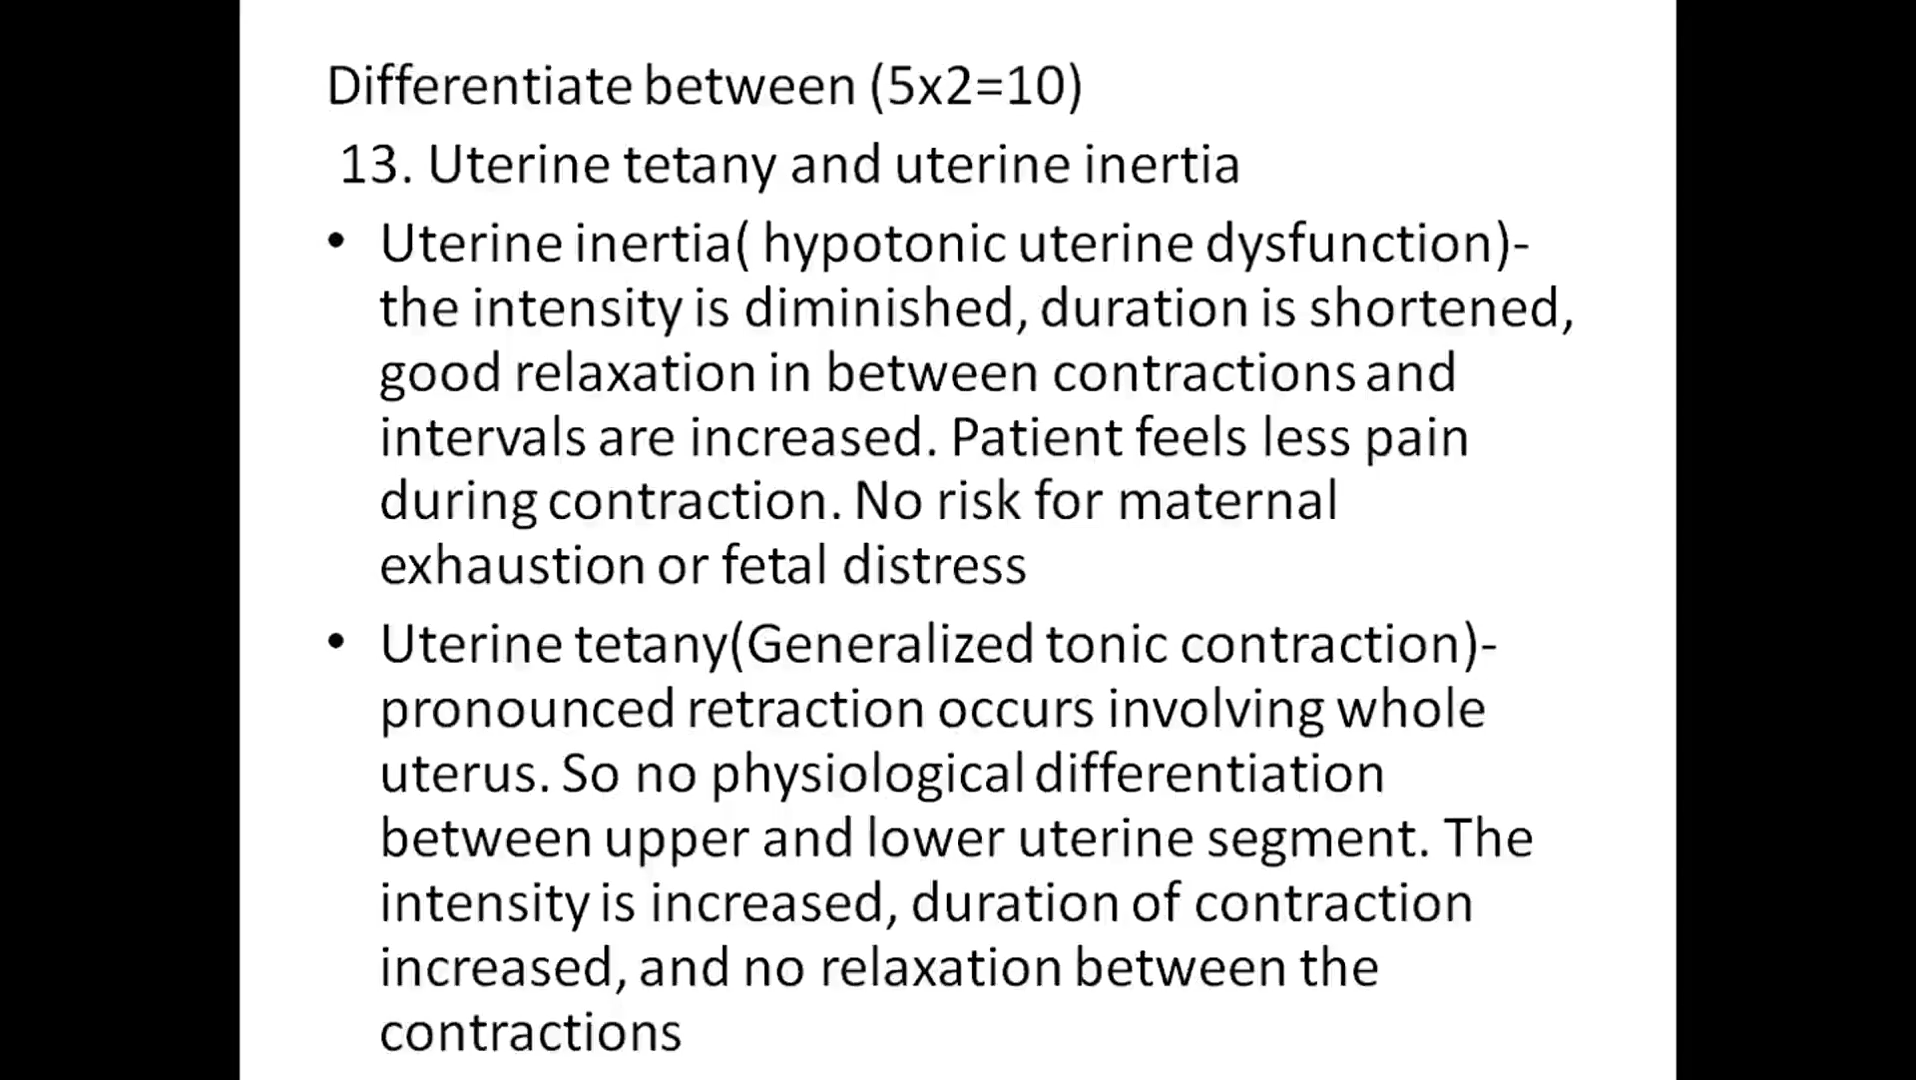 Differentiate between (5x2=10)
13. Uterine tetany and uterine inertia
• Uterine inertia( hypotonic uterine dysfunction)-
the intensity is diminished, duration is shortened,
good relaxation in between contractions and
intervals are increased. Patient feels less pain
during contraction. No risk for maternal
exhaustion or fetal distress
• Uterine tetany(Generalized tonic contraction)-
pronounced retraction occurs involving whole
uterus. So no physiological differentiation
between upper and lower uterine segment. The
intensity is increased, duration of contraction
increased, and no relaxation between the
contractions